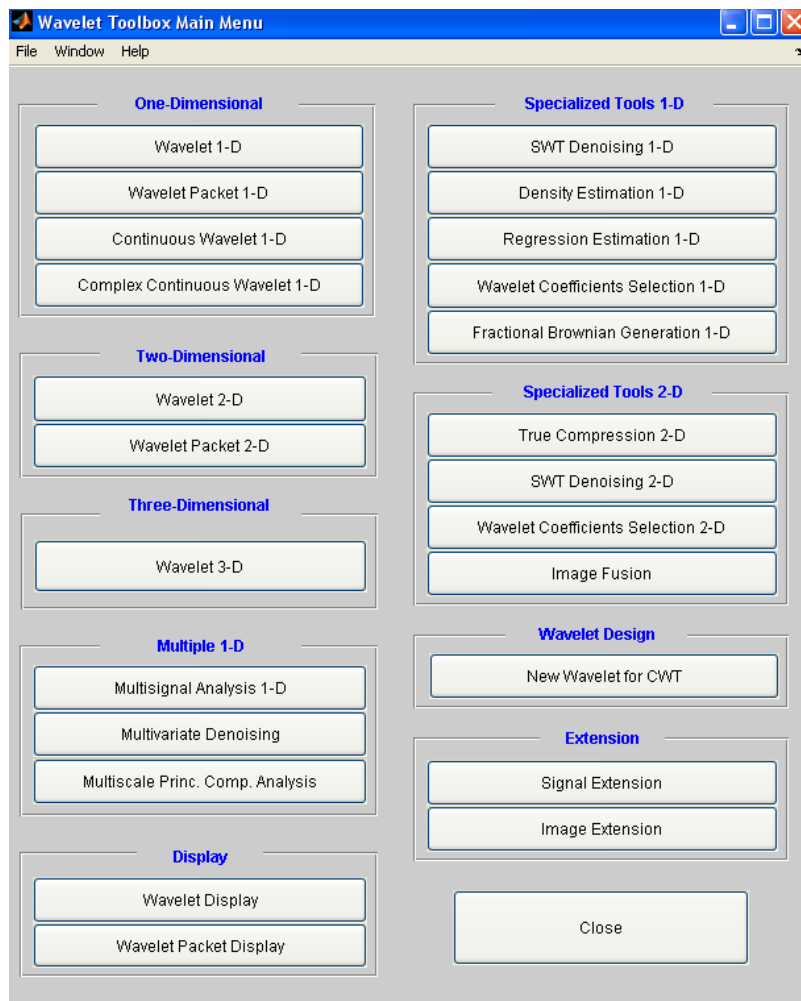 Wavelet Toolbox Main Menu
File Window Help
One-Dimensional
Wavelet 1-D
Wavelet Packet 1-D
Continuous Wavelet 1-D
Complex Continuous Wavelet 1-D
Two-Dimensional
Wavelet 2-D
Wavelet Packet 2-D
Three-Dimensional
Wavelet 3-D
Multiple 1-D
Multisignal Analysis 1-D
Multivariate Denoising
Multiscale Princ. Comp. Analysis
Display
Wavelet Display
Wavelet Packet Display
Specialized Tools 1-D
SWT Denoising 1-D
Density Estimation 1-D
Regression Estimation 1-D
Wavelet Coefficients Selection 1-D
Fractional Brownian Generation 1-D
Specialized Tools 2-D
True Compression 2-D
SWT Denoising 2-D
Wavelet Coefficients Selection 2-D
Image Fusion
Wavelet Design
New Wavelet for CWT
Extension
Signal Extension
Image Extension
Close